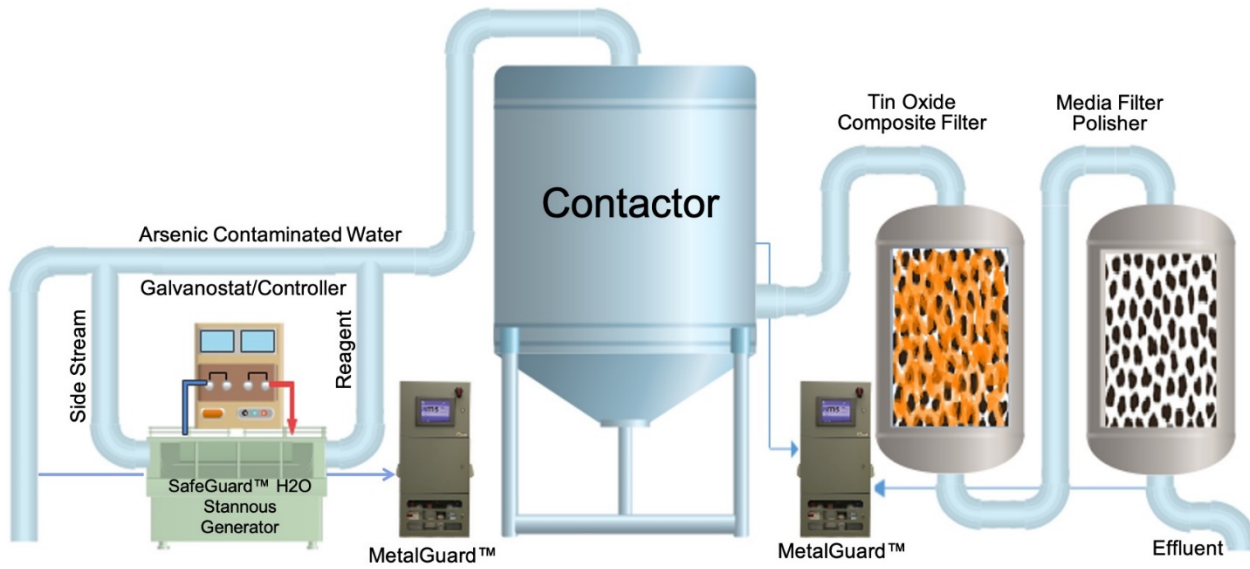 Tin Oxide
Composite Filter
Media Filter
Polisher
Contactor
Arsenic Contaminated Water
Galvanostat/Controller
Side Stream
Reagent
SafeGuard™ H2O
Stannous
Generator
MetalGuard™
MetalGuard™
Effluent